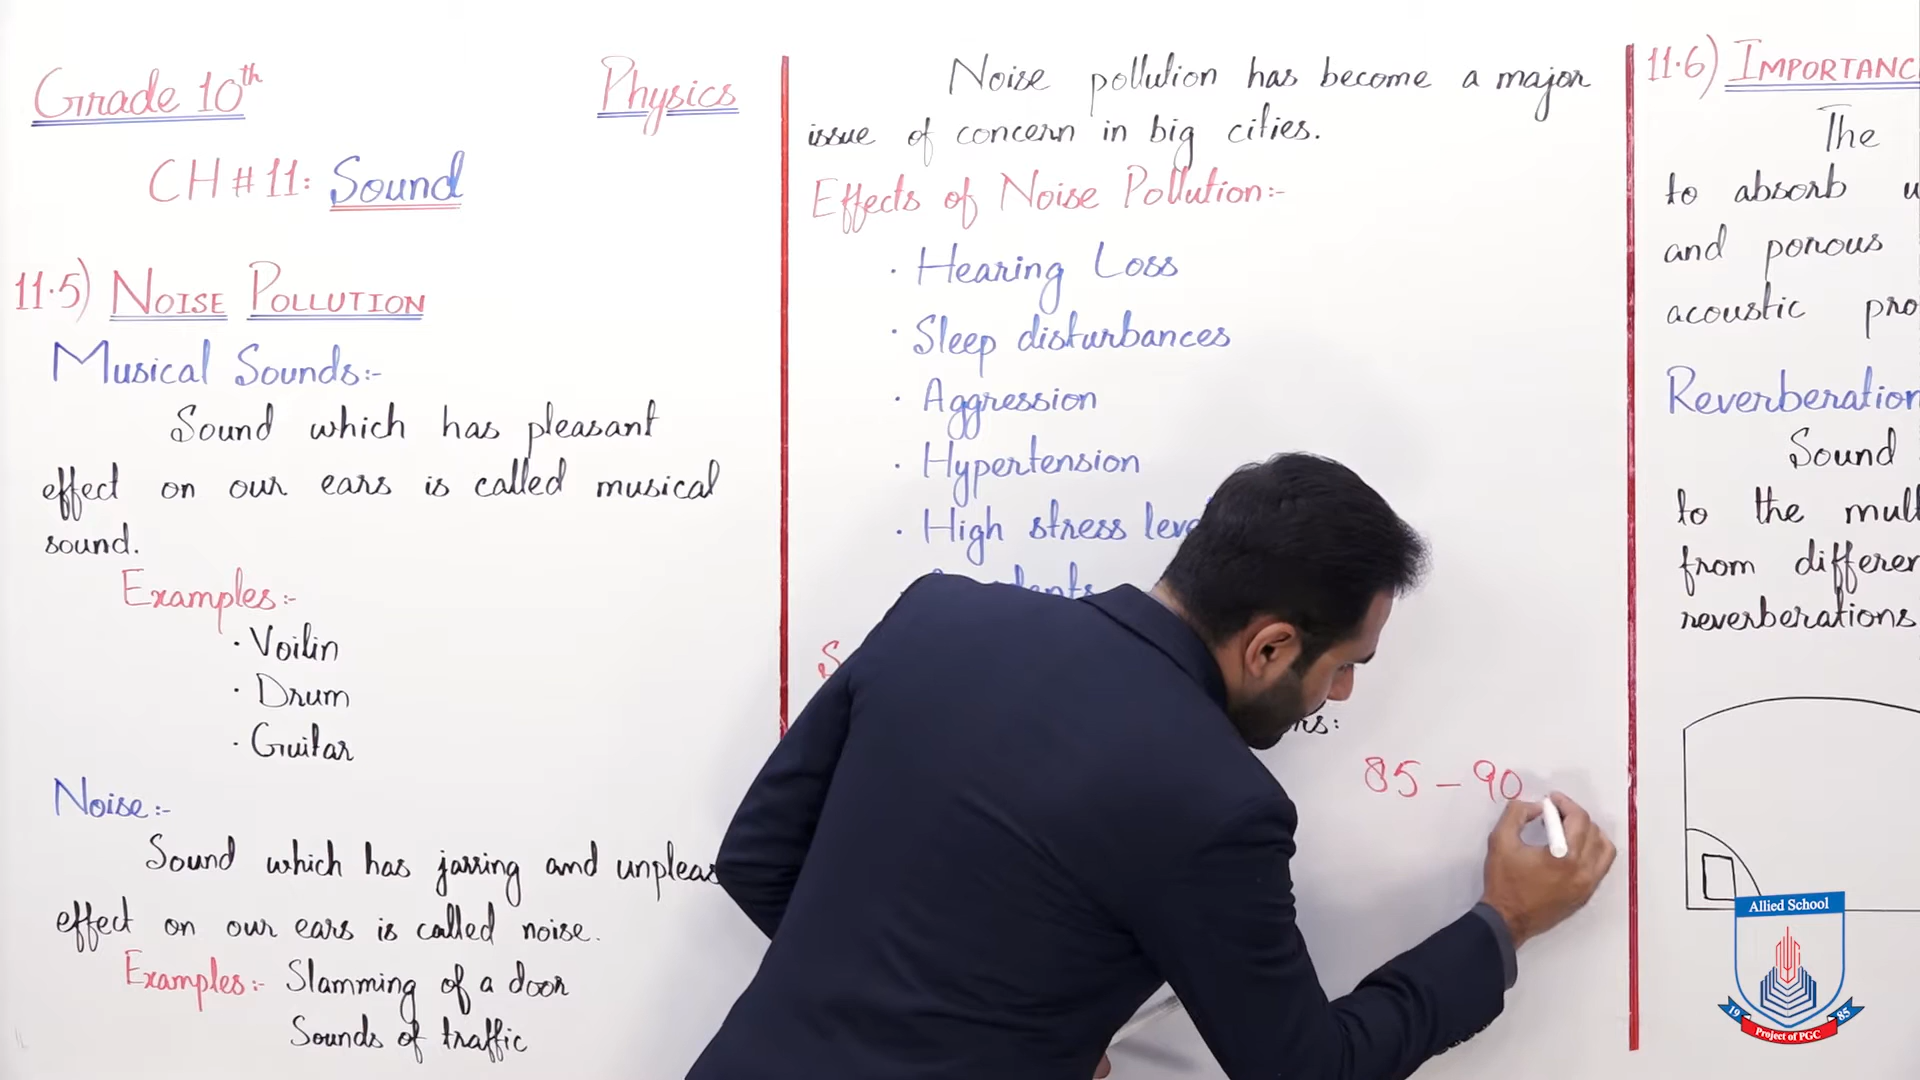 Grade 10th
Physics
CH # 11: Sound
11.5) NOISE POLLUTION
Musical Sounds:-
Sound which has pleasant
effect on our ears is called musical
sound.
Examples:-
· Voilin
· Drum
· Guitar
Noise:-
Sound which has jarring and unpleas
effect on our ears is called noise.
Examples:- Slamming of a door
Sounds of traffic
Noise pollution has become a major
issue of concern in big cities.
Effects of Noise Pollution:-
· Hearing Loss
· Sleep disturbances
· Aggression
· Hypertension
· High stress leve
85 - 90
11.6) IMPORTANC
The
to absorb
and porous
acoustic pro
Reverberation
Sound
to the mult
from differen
reverberations
Allied School
19 85
Project of PGC